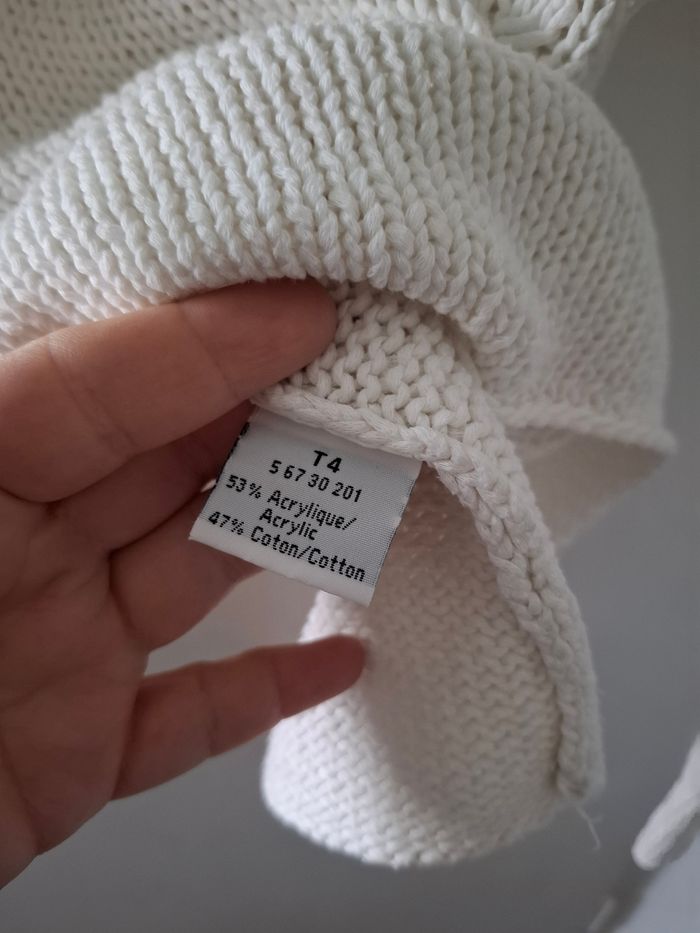 T4
5 67 30 201
53% Acrylique/
Acrylic
47% Coton/Cotton